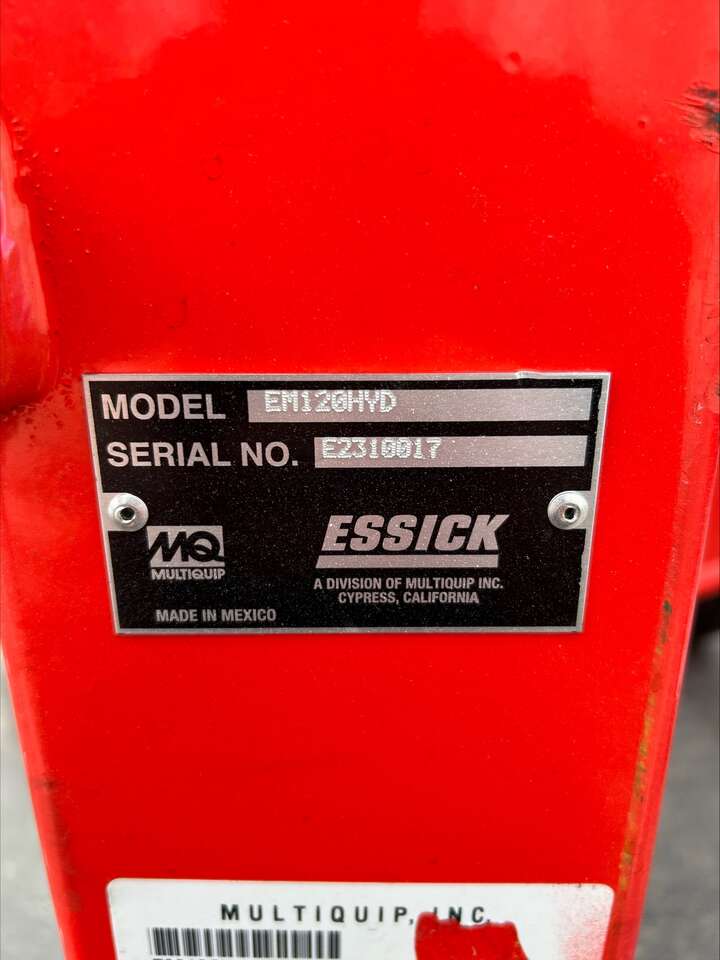 MODEL EM120HYD
SERIAL NO. E2310017
MQ
MULTIQUIP
ESSICK
A DIVISION OF MULTIQUIP INC.
CYPRESS, CALIFORNIA
MADE IN MEXICO
MULTIQUIP, INC.